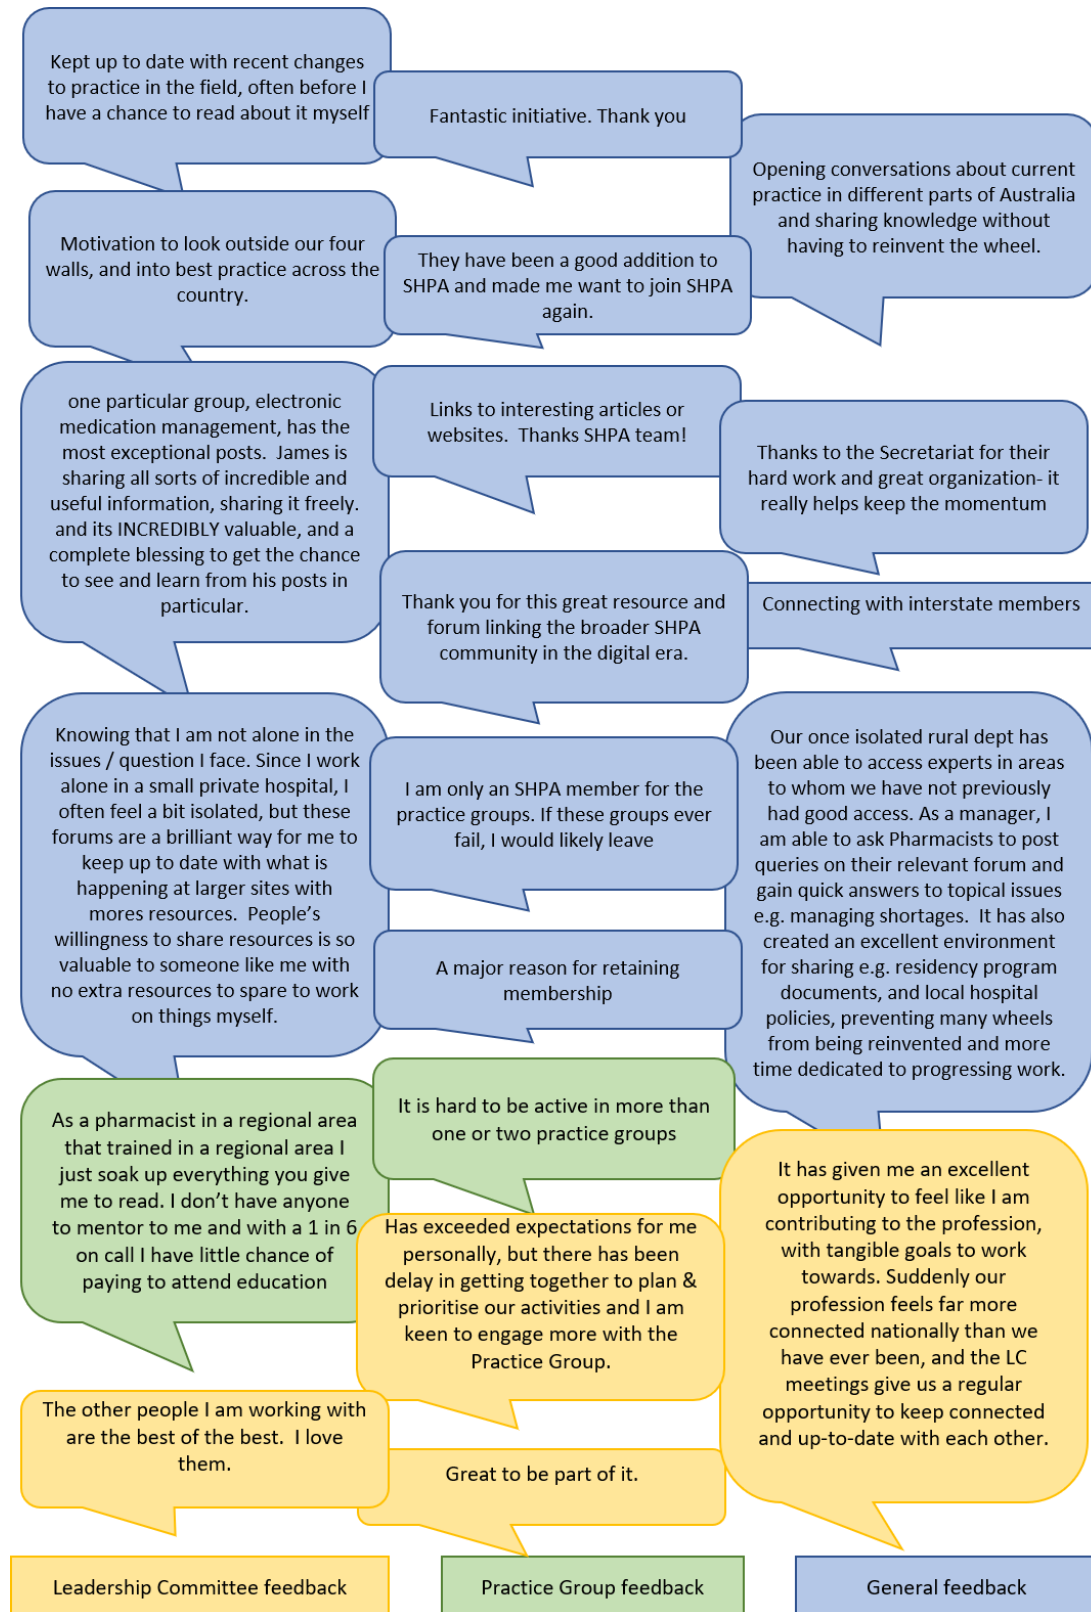 Kept up to date with recent changes
to practice in the field, often before I
have a chance to read about it myself
Fantastic initiative. Thank you
Opening conversations about current
practice in different parts of Australia
and sharing knowledge without
having to reinvent the wheel.
Motivation to look outside our four
walls, and into best practice across the
country.
They have been a good addition to
SHPA and made me want to join SHPA
again.
one particular group, electronic
medication management, has the
most exceptional posts.  James is
sharing all sorts of incredible and
useful information, sharing it freely.
and its INCREDIBLY valuable, and a
complete blessing to get the chance
to see and learn from his posts in
particular.
Links to interesting articles or
websites.  Thanks SHPA team!
Thanks to the Secretariat for their
hard work and great organization- it
really helps keep the momentum
Thank you for this great resource and
forum linking the broader SHPA
community in the digital era.
Connecting with interstate members
Knowing that I am not alone in the
issues / question I face. Since I work
alone in a small private hospital, I
often feel a bit isolated, but these
forums are a brilliant way for me to
keep up to date with what is
happening at larger sites with
mores resources.  People's
willingness to share resources is so
valuable to someone like me with
no extra resources to spare to work
on things myself.
I am only an SHPA member for the
practice groups. If these groups ever
fail, I would likely leave
Our once isolated rural dept has
been able to access experts in areas
to whom we have not previously
had good access. As a manager, I
am able to ask Pharmacists to post
queries on their relevant forum and
gain quick answers to topical issues
e.g. managing shortages.  It has also
created an excellent environment
for sharing e.g. residency program
documents, and local hospital
policies, preventing many wheels
from being reinvented and more
time dedicated to progressing work.
A major reason for retaining
membership
As a pharmacist in a regional area
that trained in a regional area I
just soak up everything you give
me to read. I don't have anyone
to mentor to me and with a 1 in 6
on call I have little chance of
paying to attend education
It is hard to be active in more than
one or two practice groups
It has given me an excellent
opportunity to feel like I am
contributing to the profession,
with tangible goals to work
towards. Suddenly our
profession feels far more
connected nationally than we
have ever been, and the LC
meetings give us a regular
opportunity to keep connected
and up-to-date with each other.
Has exceeded expectations for me
personally, but there has been
delay in getting together to plan &
prioritise our activities and I am
keen to engage more with the
Practice Group.
The other people I am working with
are the best of the best.  I love
them.
Great to be part of it.
Leadership Committee feedback
Practice Group feedback
General feedback